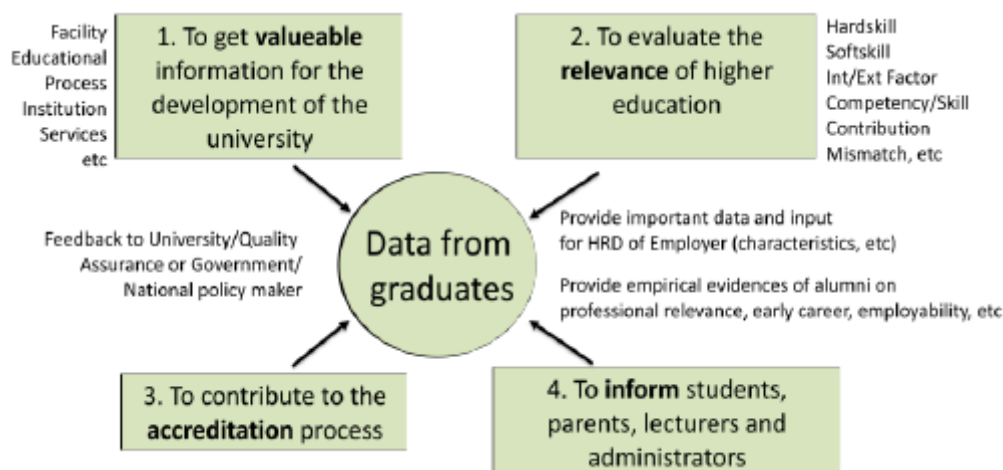 Facility
Educational
Process
Institution
Services
etc
1. To get valueable
information for the
development of the
university
2. To evaluate the
relevance of higher
education
Hardskill
Softskill
Int/Ext Factor
Competency/Skill
Contribution
Mismatch, etc
Feedback to University/Quality
Assurance or Government/
National policy maker
Data from
graduates
Provide important data and input
for HRD of Employer (characteristics, etc)
Provide empirical evidences of alumni on
professional relevance, early career, employability, etc
3. To contribute to the
accreditation process
4. To inform students,
parents, lecturers and
administrators